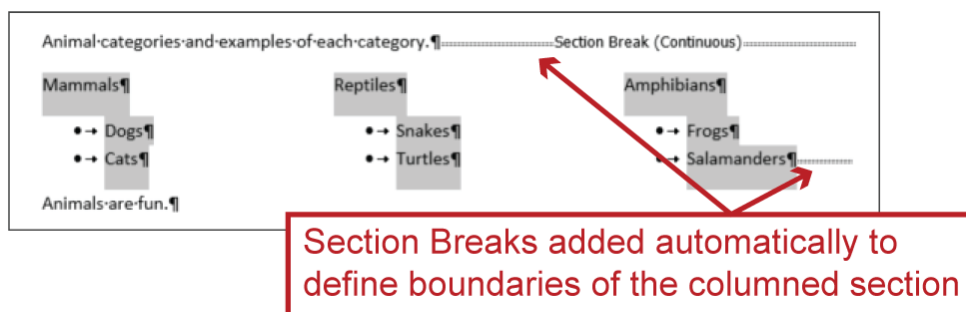 Animal·categories·and·examples·of·each·category.¶ Section Break (Continuous)
Mammals¶
•→ Dogs¶
•→ Cats¶
Reptiles¶
•→ Snakes¶
•→ Turtles¶
Amphibians¶
•→ Frogs¶
•→ Salamanders¶
Animals·are·fun.¶
Section Breaks added automatically to
define boundaries of the columned section